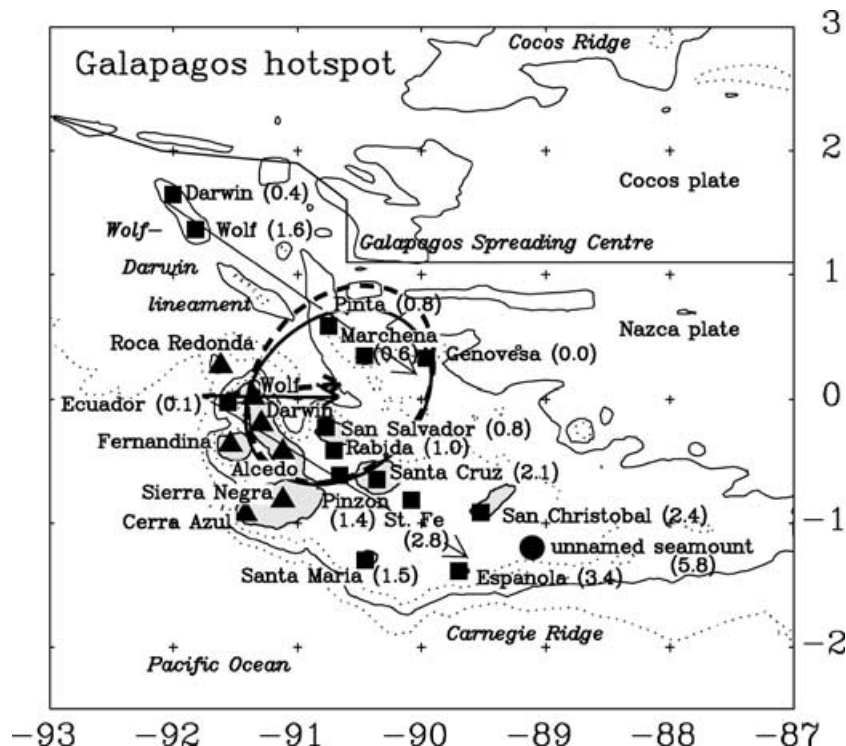 3
Cocos Ridge
Galapagos hotspot
2
Darwin (0.4)
Cocos plate
Wolf-
Wolf (1.6)
Galapagos Spreading Centre
Darwin
1
lineament
Pinta (0.8)
Roca Redonda
Marchena
Nazca plate
(0.6)
Genovesa (0.0)
Wolf
Ecuador (0.1)
0
Darwin
San Salvador (0.8)
Fernandina
Rabida (1.0)
Alcedo
Santa Cruz (2.1)
Sierra Negra
Pinzon
Cerra Azul
(1.4)
St. Fe
San Christobal (2.4)
(2.8)
-1
unnamed seamount
(5.8)
Santa Maria (1.5)
Espanola (3.4)
Carnegie Ridge
Pacific Ocean
-2
-93
-92
-91
-90
-89
-88
-87